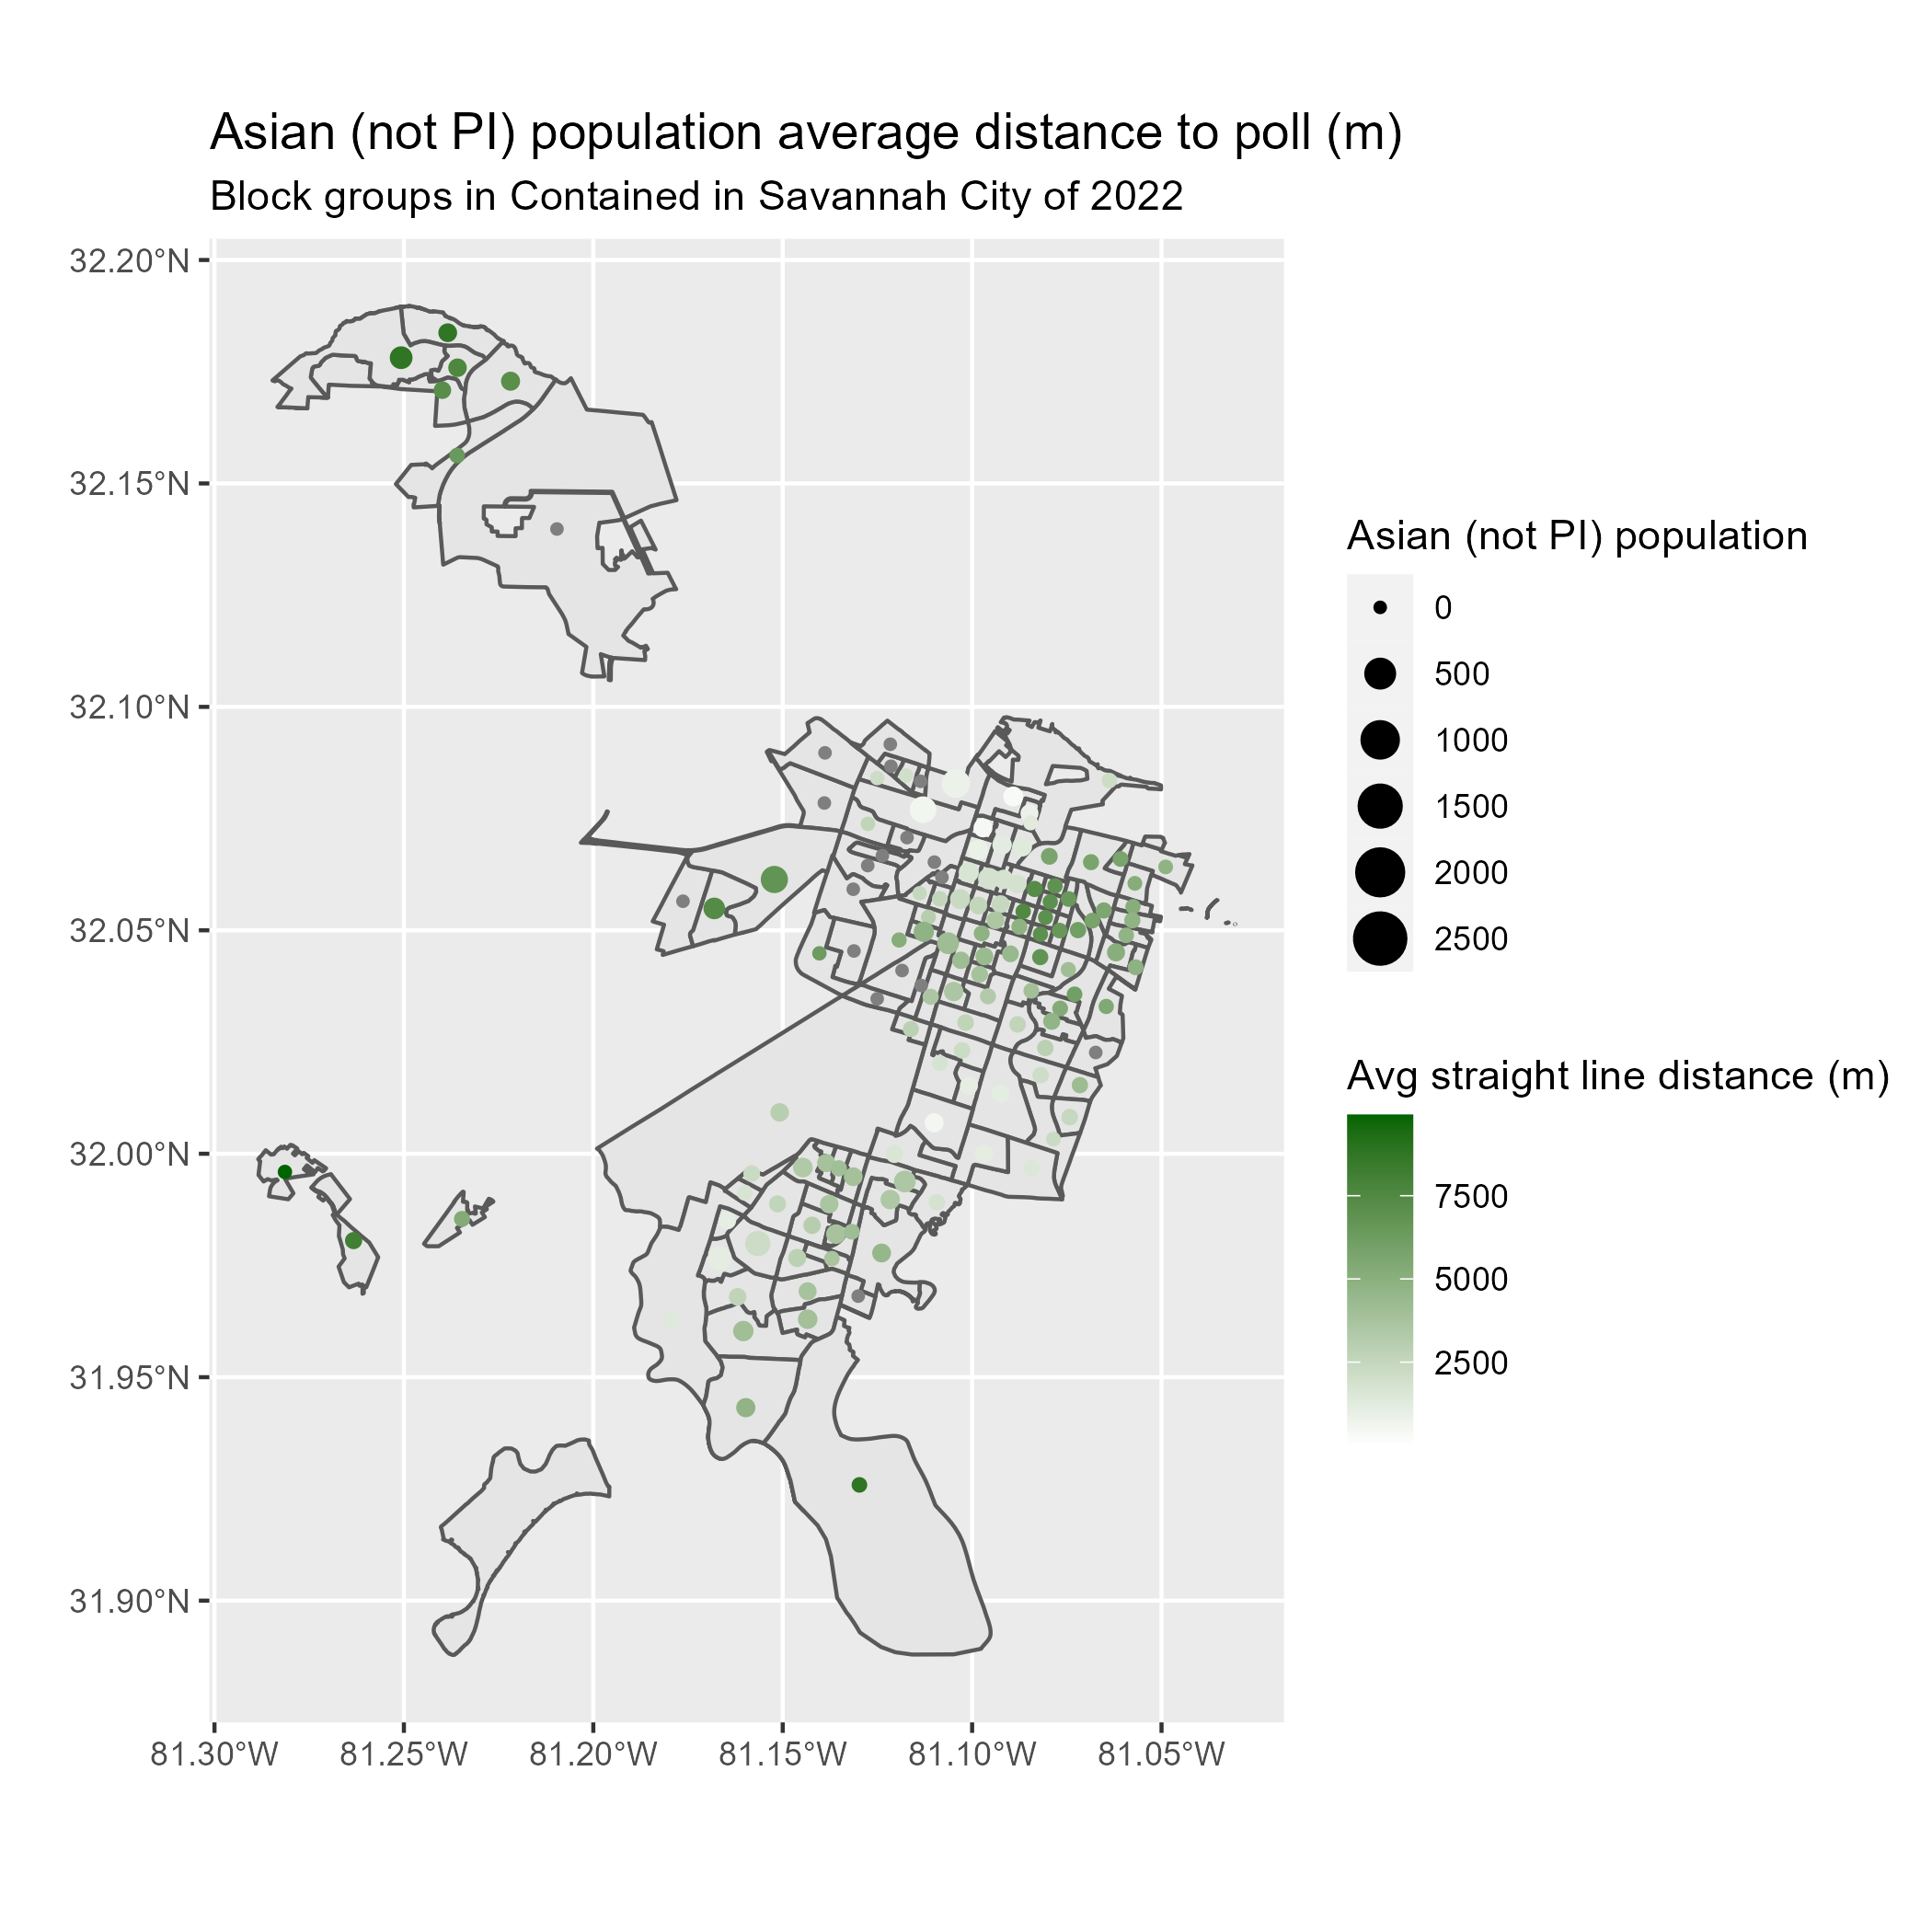 Asian (not PI) population average distance to poll (m)
Block groups in Contained in Savannah City of 2022
32.20°N
32.15°N
32.10°N
32.05°N
32.00°N
31.95°N
31.90°N
81.30°W
81.25°W
81.20°W
81.15°W
81.10°W
81.05°W
Asian (not PI) population
0
500
1000
1500
2000
2500
Avg straight line distance (m)
7500
5000
2500